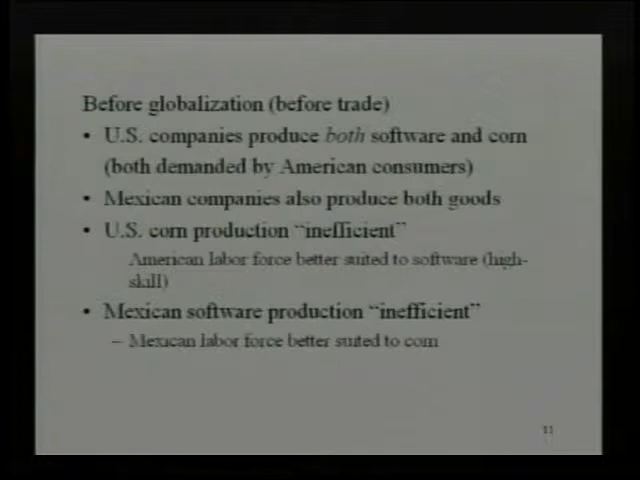 Before globalization (before trade)
• U.S. companies produce both software and corn
(both demanded by American consumers)
• Mexican companies also produce both goods
• U.S. corn production “inefficient”
American labor force better suited to software (high-
skill)
• Mexican software production “inefficient”
– Mexican labor force better suited to corn
11